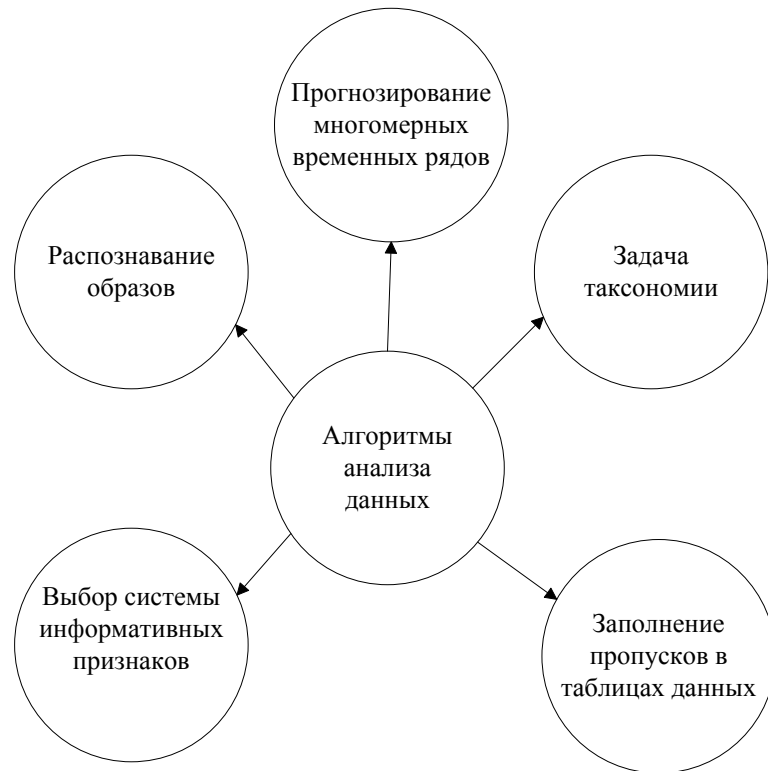 Прогнозирование
многомерных
временных рядов
Распознавание
образов
Задача
таксономии
Алгоритмы
анализа
данных
Выбор системы
информативных
признаков
Заполнение
пропусков в
таблицах данных